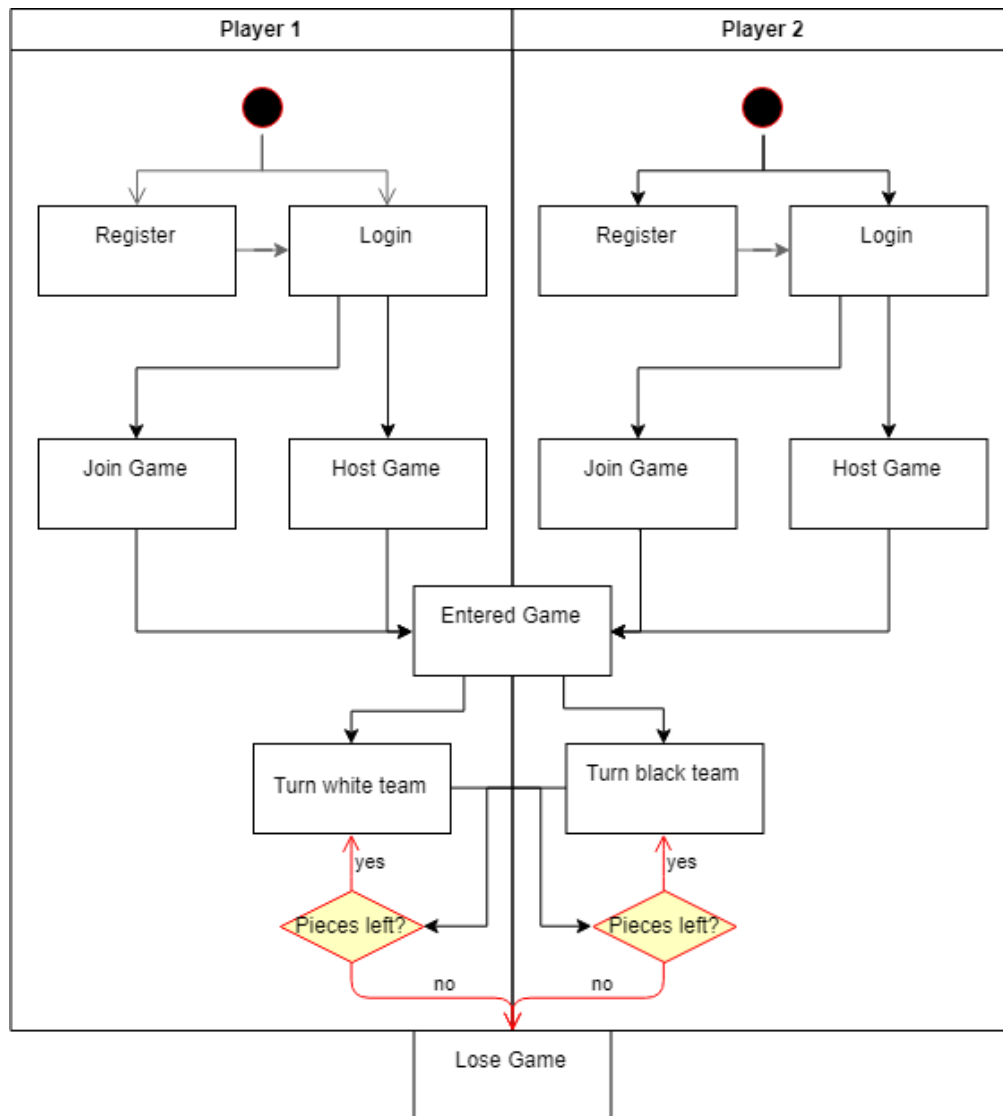 Player 1
Player 2
Register
Login
Register
Login
Join Game
Host Game
Join Game
Host Game
Entered Game
Turn white team
Turn black team
yes
yes
Pieces left?
Pieces left?
no
no
Lose Game